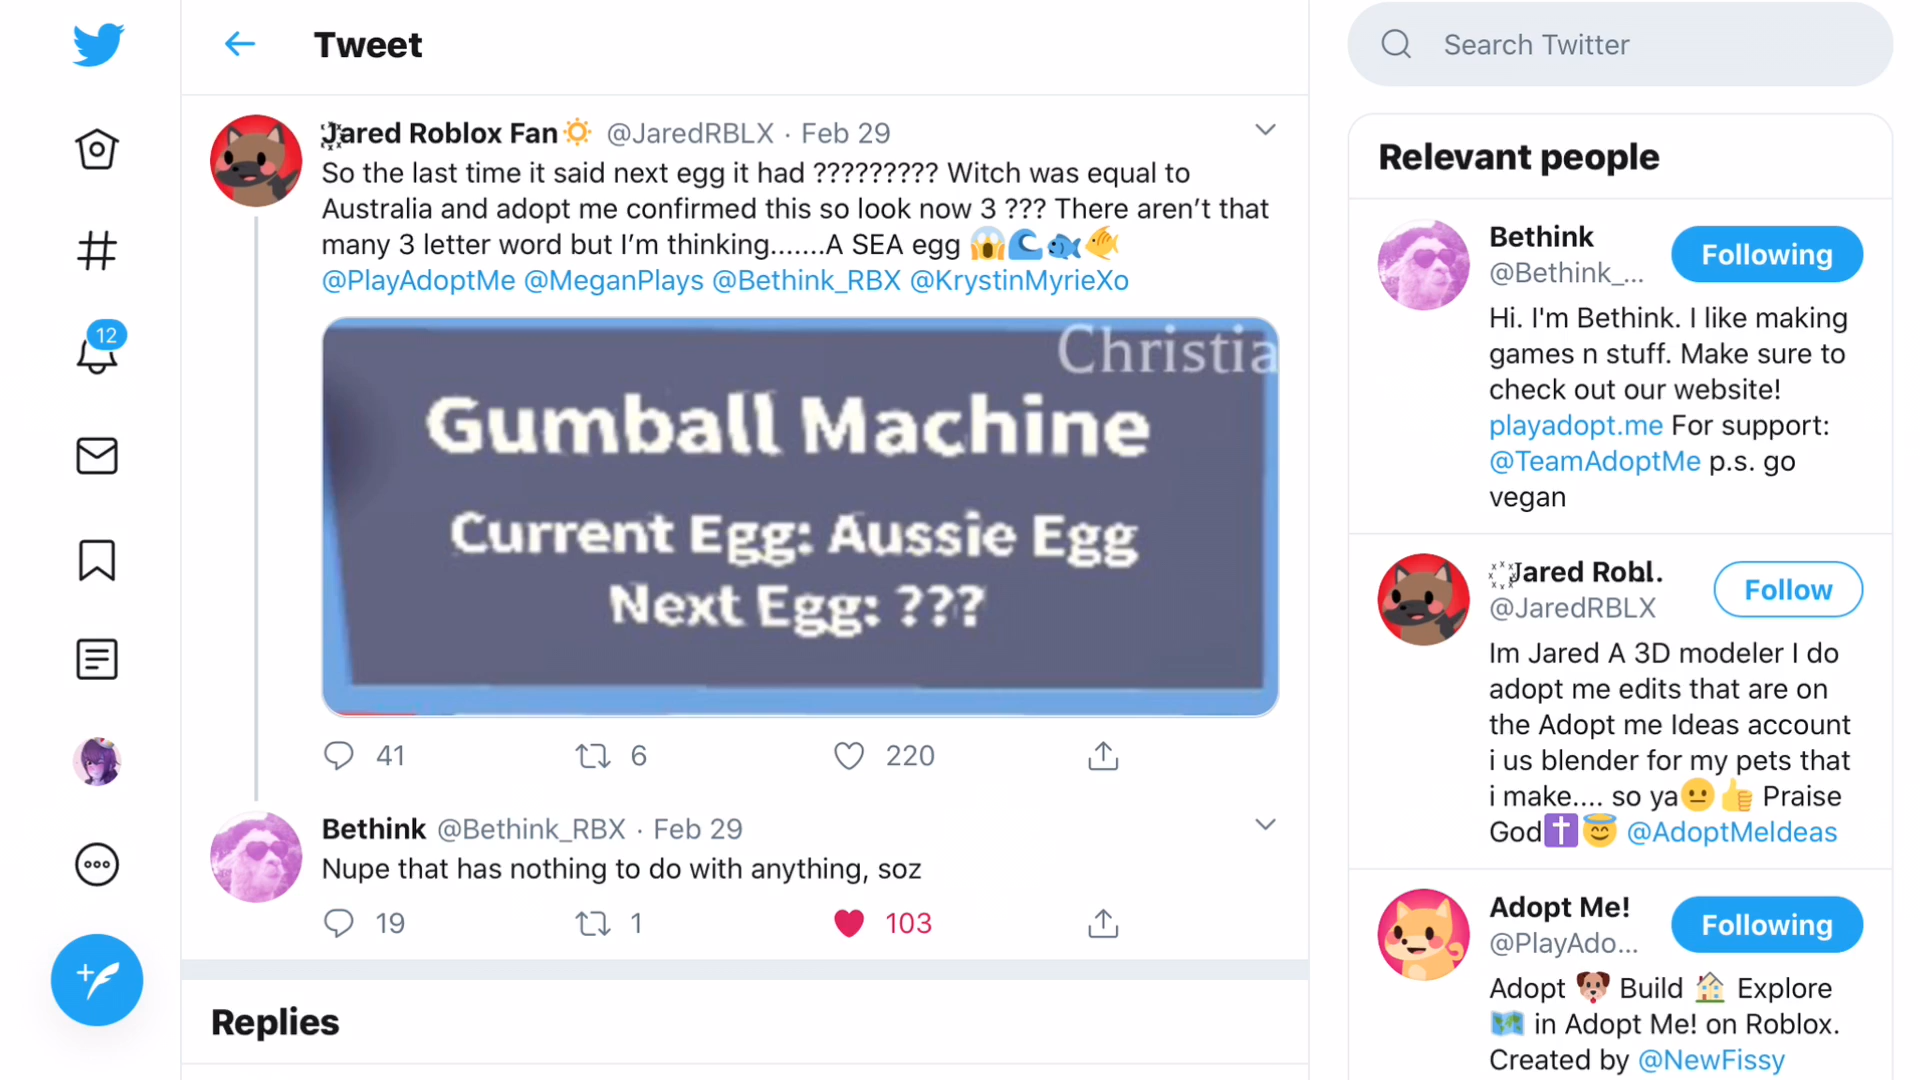 Tweet
Jared Roblox Fan @JaredRBLX · Feb 29
So the last time it said next egg it had ????????? Witch was equal to
Australia and adopt me confirmed this so look now 3 ??? There aren’t that
many 3 letter word but I’m thinking.......A SEA egg 😱🌊🐟🐠
@PlayAdoptMe @MeganPlays @Bethink_RBX @KrystinMyrieXo
Christia
Gumball Machine
Current Egg: Aussie Egg
Next Egg: ???
41 6 220
Bethink @Bethink_RBX · Feb 29
Nupe that has nothing to do with anything, soz
19 1 103
Replies
12
Search Twitter
Relevant people
Bethink
@Bethink_...
Following
Hi. I'm Bethink. I like making
games n stuff. Make sure to
check out our website!
playadopt.me For support:
@TeamAdoptMe p.s. go
vegan
Jared Robl.
@JaredRBLX
Follow
Im Jared A 3D modeler I do
adopt me edits that are on
the Adopt me Ideas account
i us blender for my pets that
i make.... so ya😐👍 Praise
God✝️😇 @AdoptMeIdeas
Adopt Me!
@PlayAdo...
Following
Adopt 🐶 Build 🏠 Explore
🗺️ in Adopt Me! on Roblox.
Created by @NewFissy